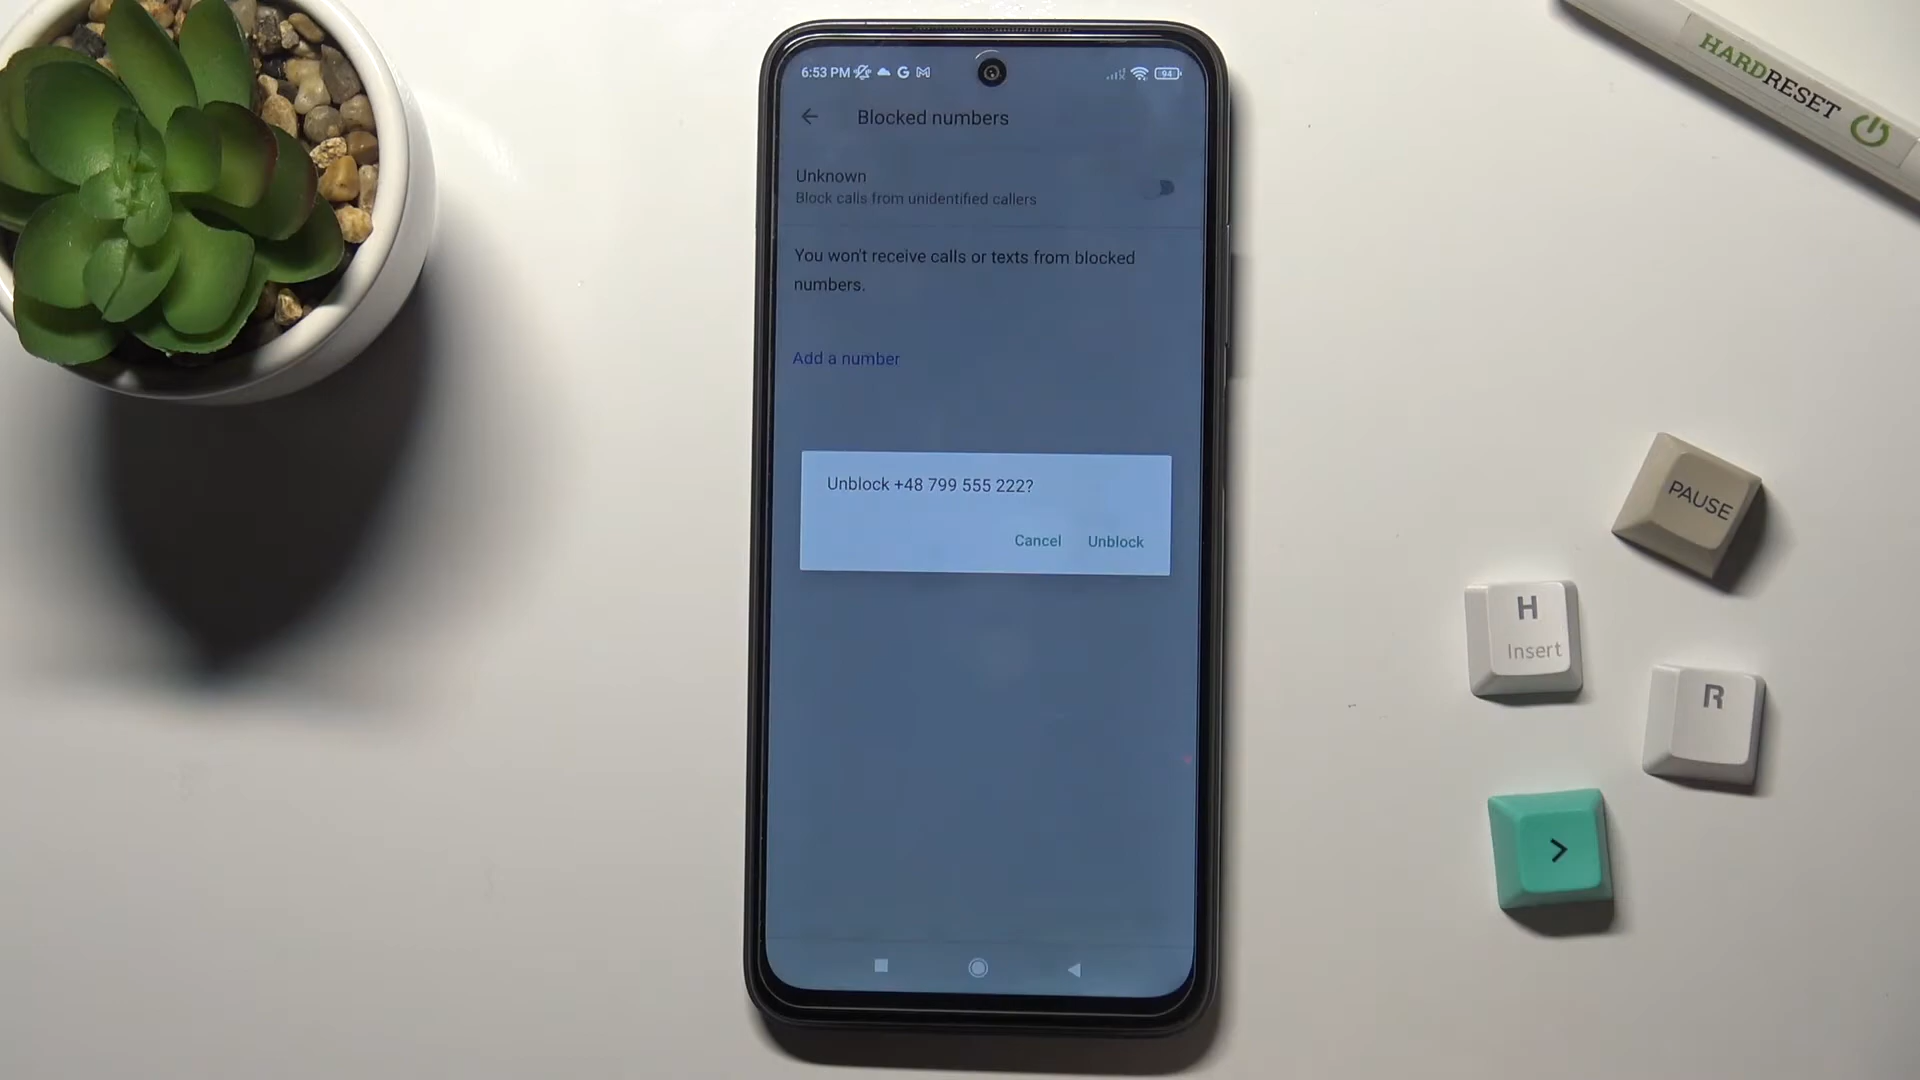 HARDRESET
6:53 PM
94
Blocked numbers
Unknown
Block calls from unidentified callers
You won't receive calls or texts from blocked
numbers.
Add a number
Unblock +48 799 555 222?
Cancel Unblock
PAUSE
H
Insert
R
>